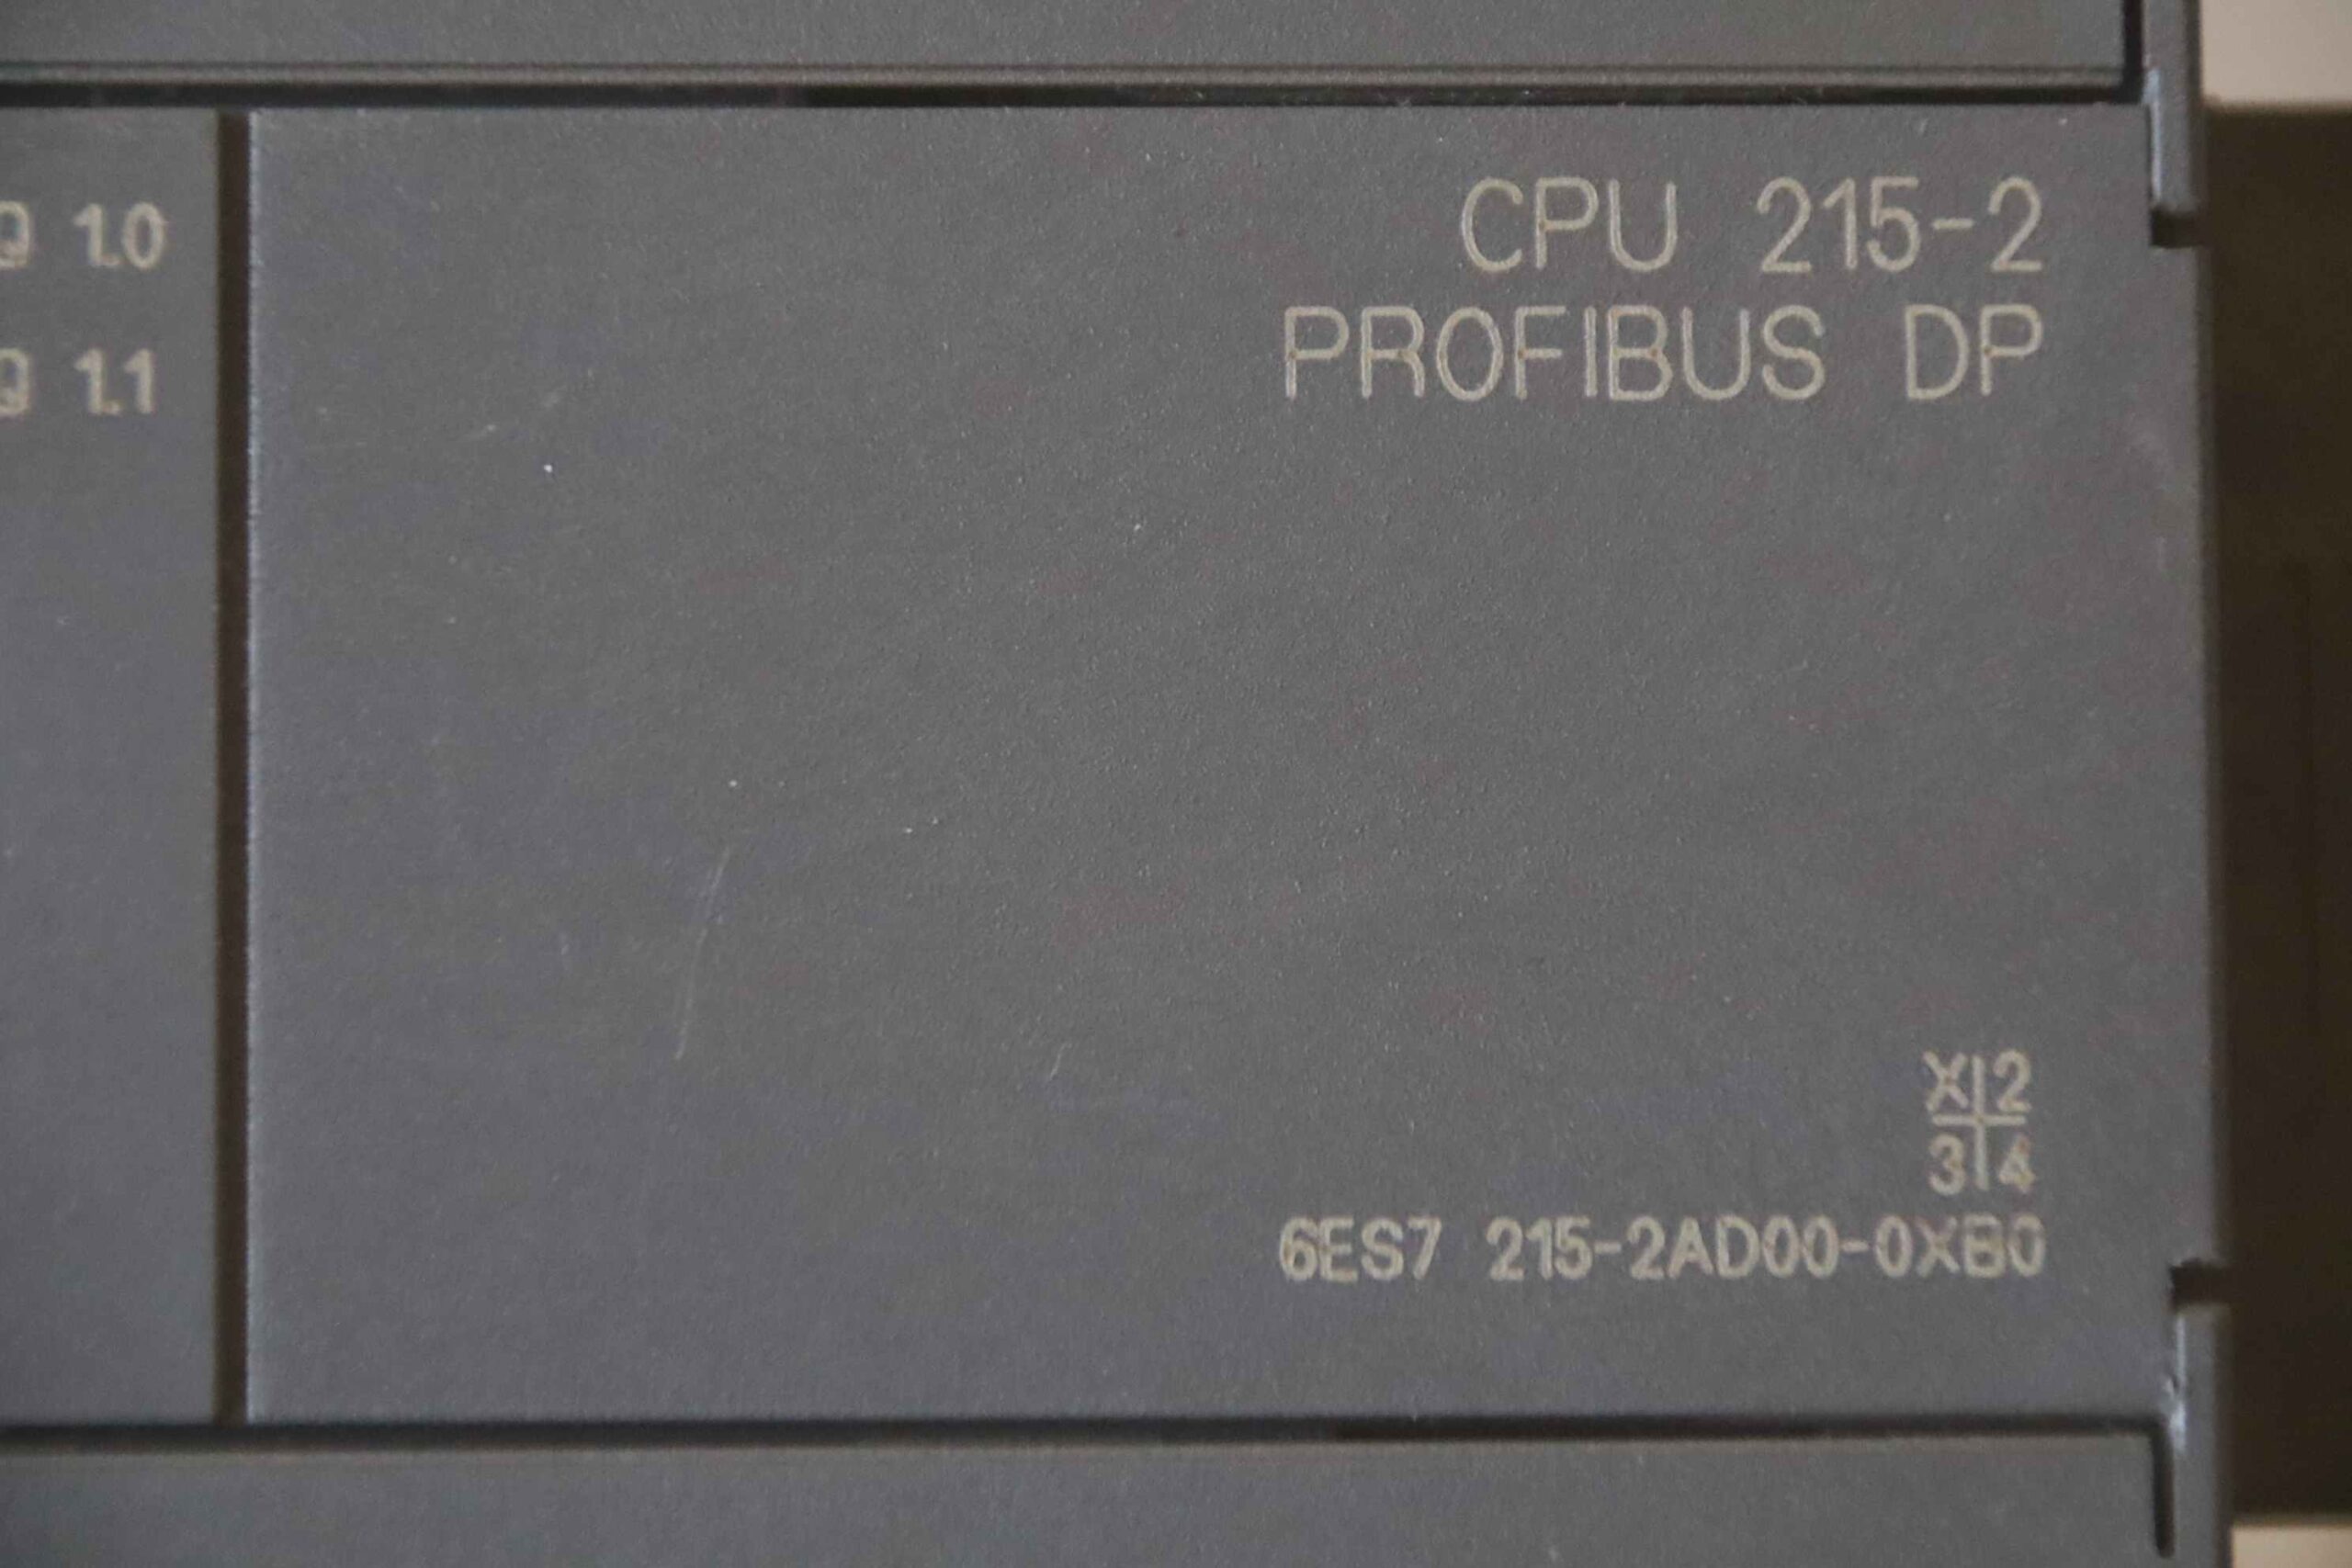 Q 1.0
Q 1.1
CPU 215-2
PROFIBUS DP
X 2
3 4
6ES7 215-2AD00-0XB0